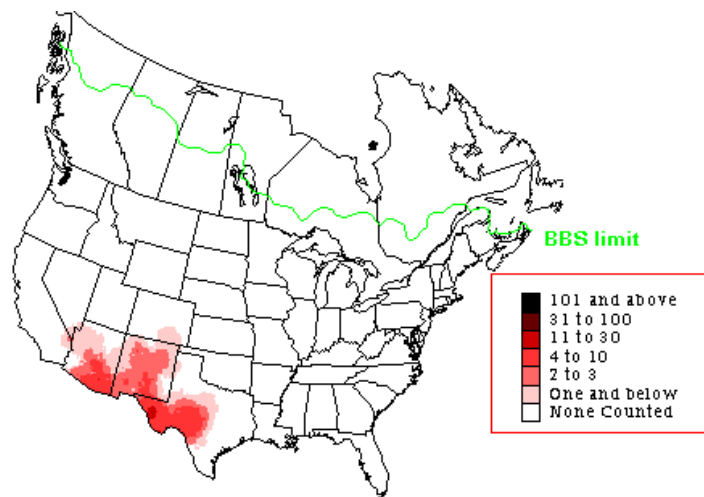 BBS limit
101 and above
31 to 100
11 to 30
4 to 10
2 to 3
One and below
None Counted